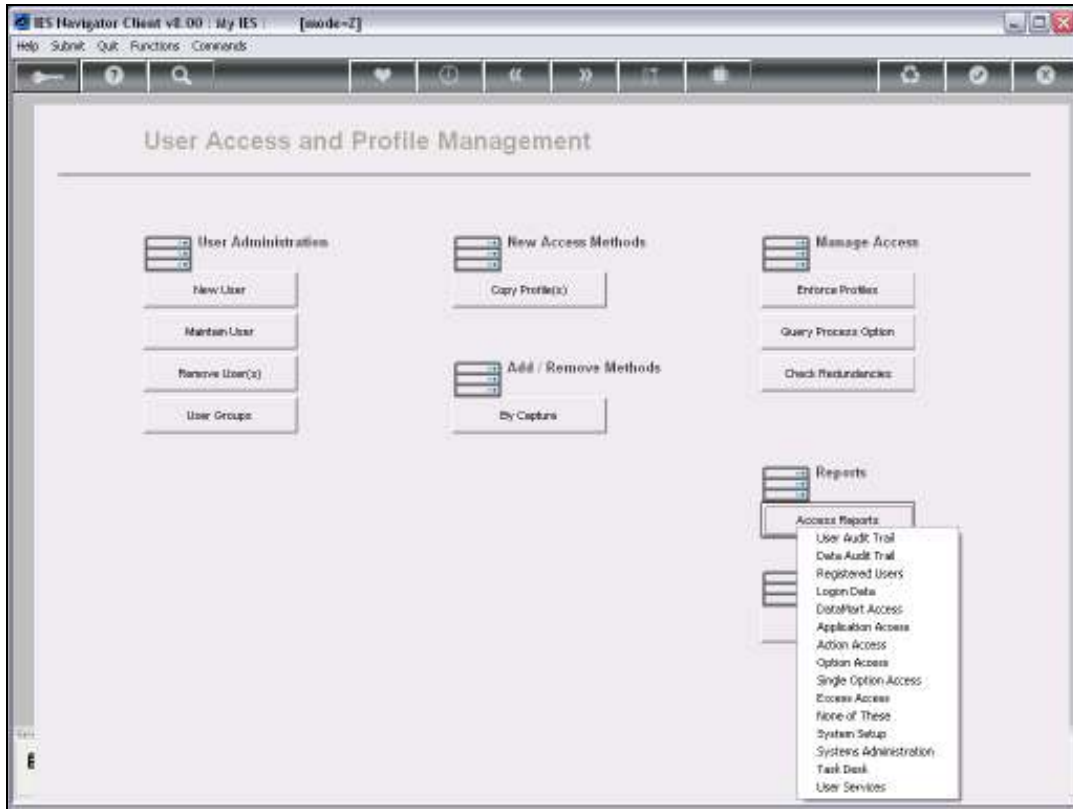 IES Navigator Client v8.00 : My IES : [mode=Z]
Help Submit Quit Functions Commands
User Access and Profile Management
User Administration
New User
Maintain User
Remove User(s)
User Groups
New Access Methods
Copy Profile(s)
Add / Remove Methods
By Capture
Manage Access
Enforce Profiles
Query Process Option
Check Redundancies
Reports
Access Reports
User Audit Trail
Data Audit Trail
Registered Users
Logon Data
DataMart Access
Application Access
Action Access
Option Access
Single Option Access
Excess Access
None of These
System Setup
Systems Administration
Task Desk
User Services